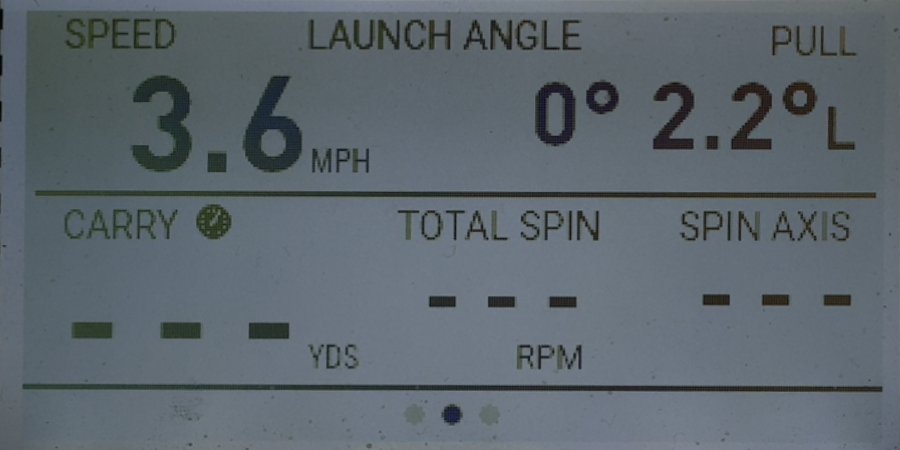 SPEED LAUNCH ANGLE PULL
3.6 MPH 0° 2.2° L
CARRY TOTAL SPIN SPIN AXIS
- - - YDS - - - RPM - - -